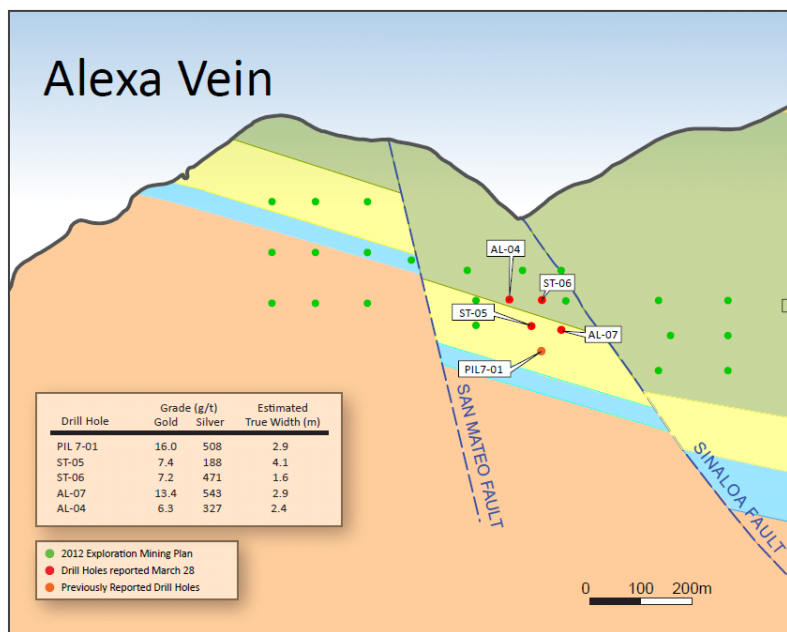 Alexa Vein
AL-04
ST-06
ST-05
AL-07
PIL7-01
SAN MATEO FAULT
SINALOA FAULT
Drill Hole Grade (g/t) Gold Silver Estimated True Width (m)
PIL 7-01 16.0 508 2.9
ST-05 7.4 188 4.1
ST-06 7.2 471 1.6
AL-07 13.4 543 2.9
AL-04 6.3 327 2.4
2012 Exploration Mining Plan
Drill Holes reported March 28
Previously Reported Drill Holes
0 100 200m